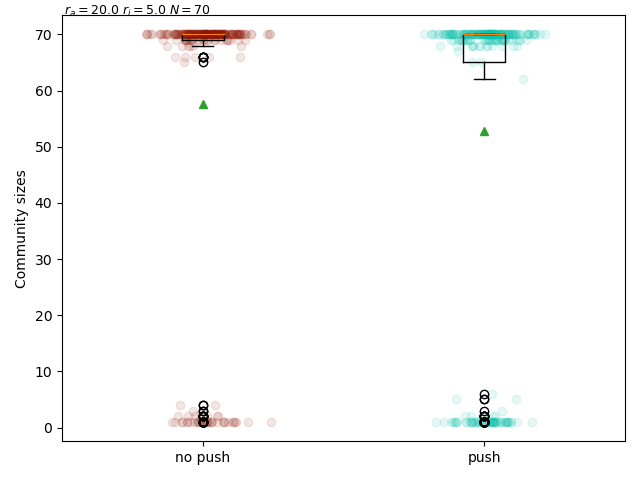 r_a = 20.0 r_i = 5.0 N = 70
Community sizes
70
60
50
40
30
20
10
0
no push push